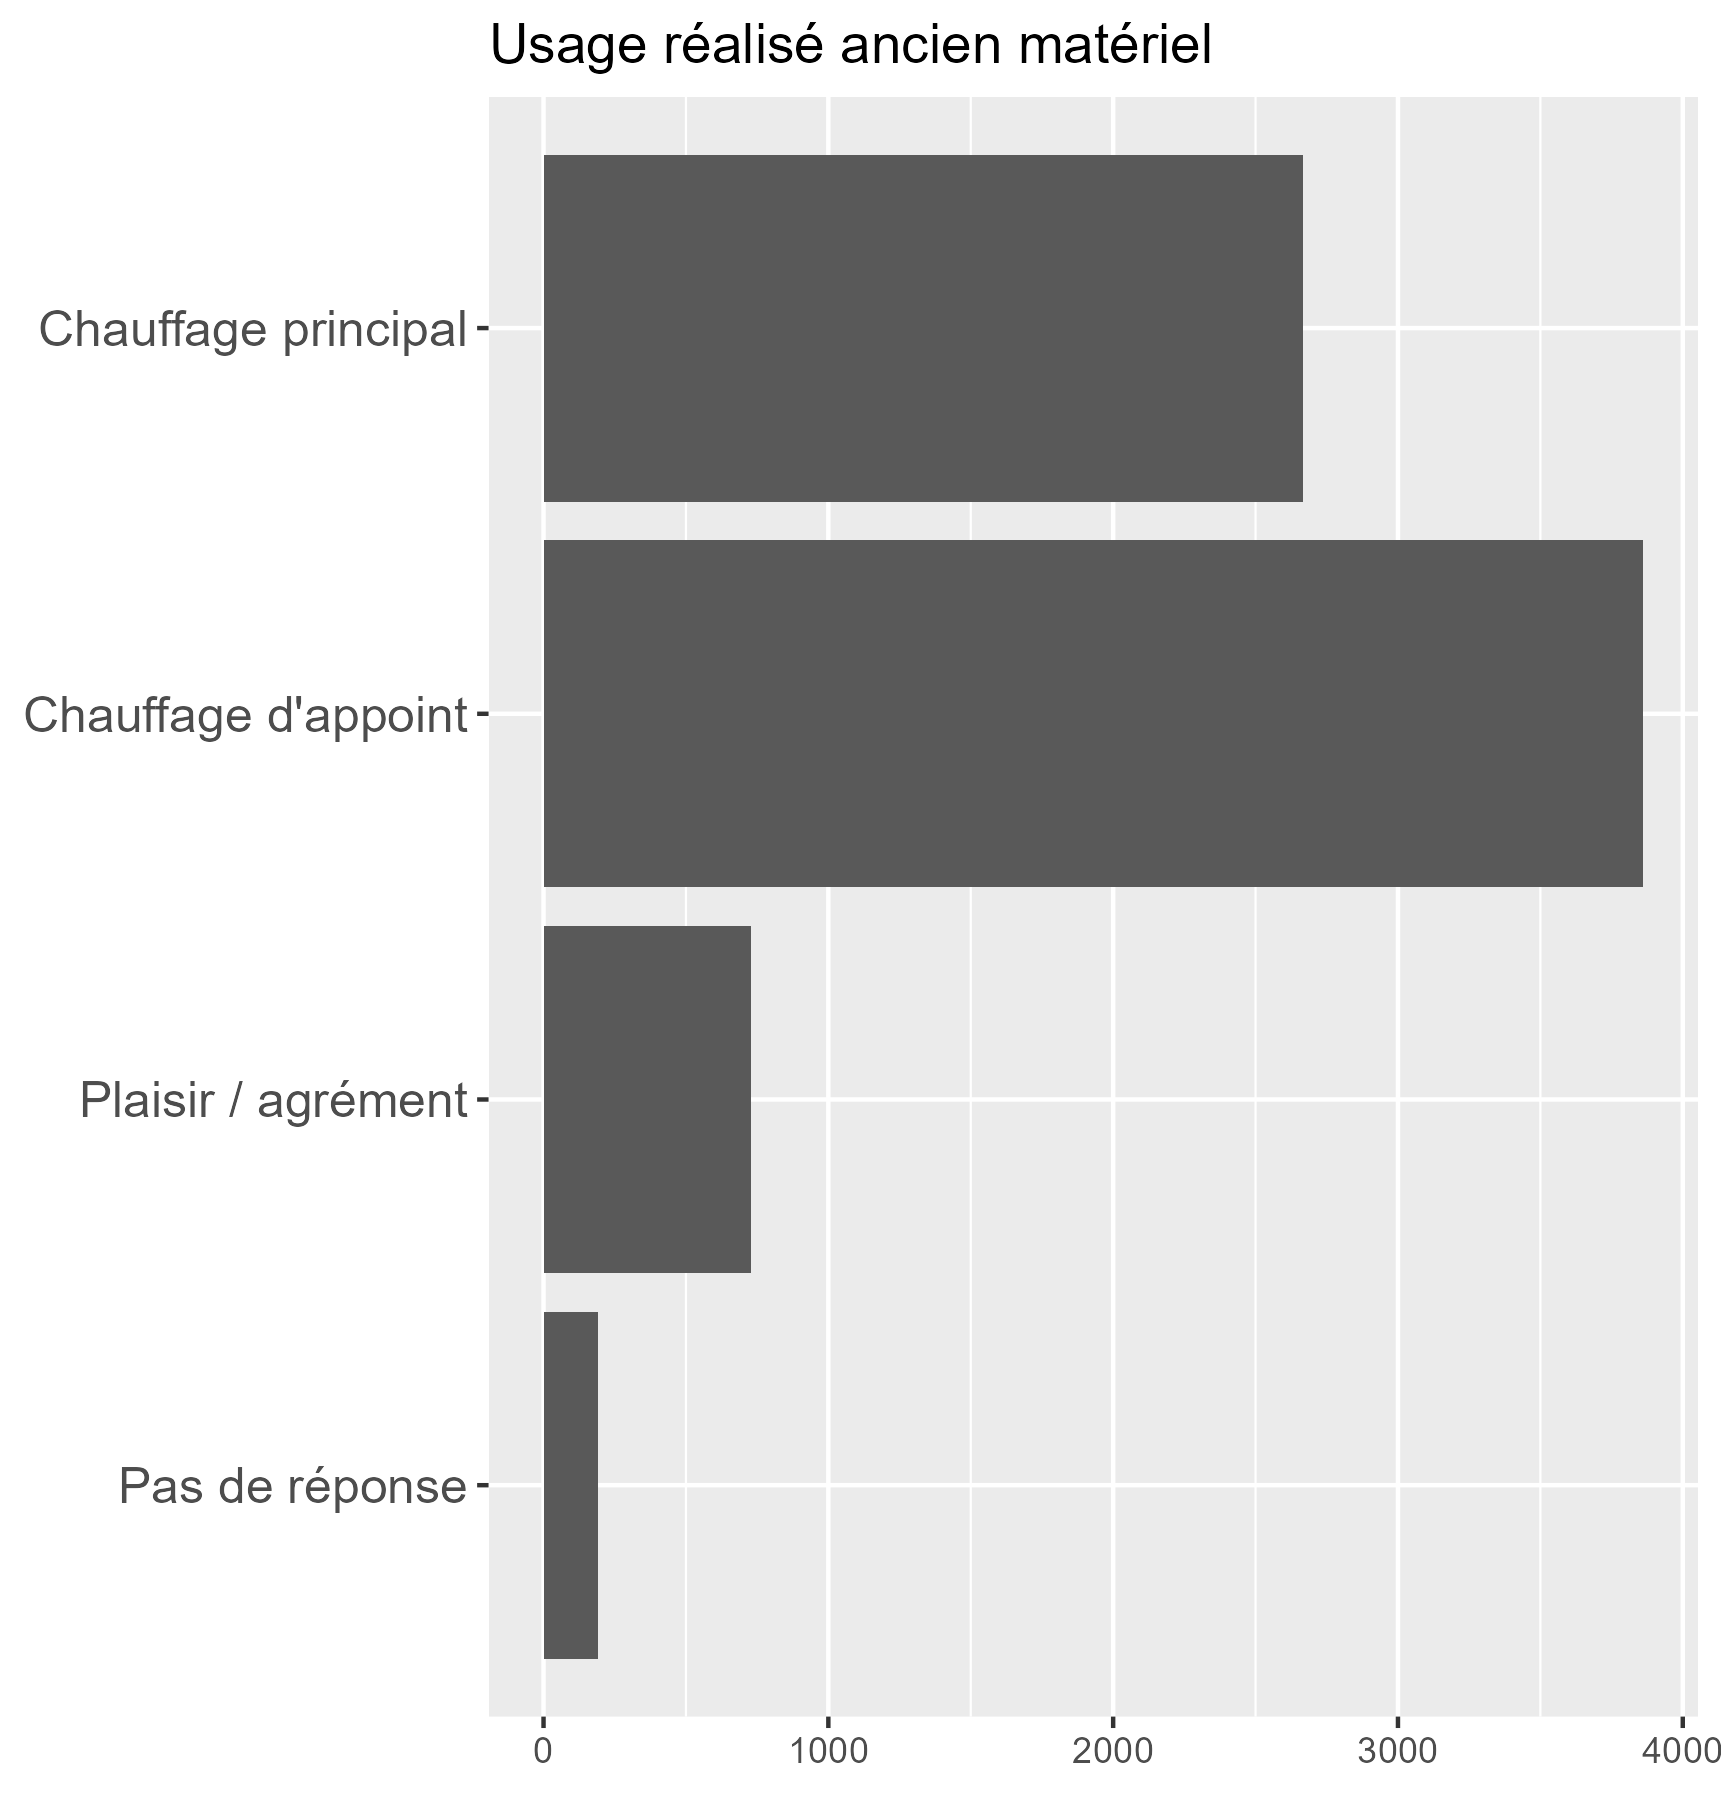 Usage réalisé ancien matériel
Chauffage principal
Chauffage d'appoint
Plaisir / agrément
Pas de réponse
0 1000 2000 3000 4000